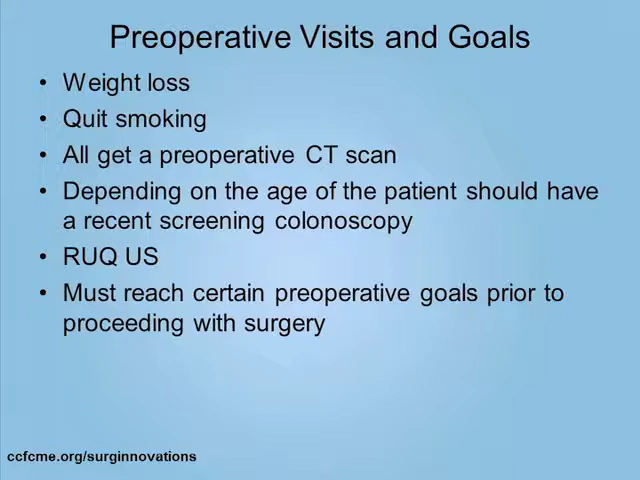 Preoperative Visits and Goals
• Weight loss
• Quit smoking
• All get a preoperative CT scan
• Depending on the age of the patient should have
a recent screening colonoscopy
• RUQ US
• Must reach certain preoperative goals prior to
proceeding with surgery
ccfcme.org/surginnovations